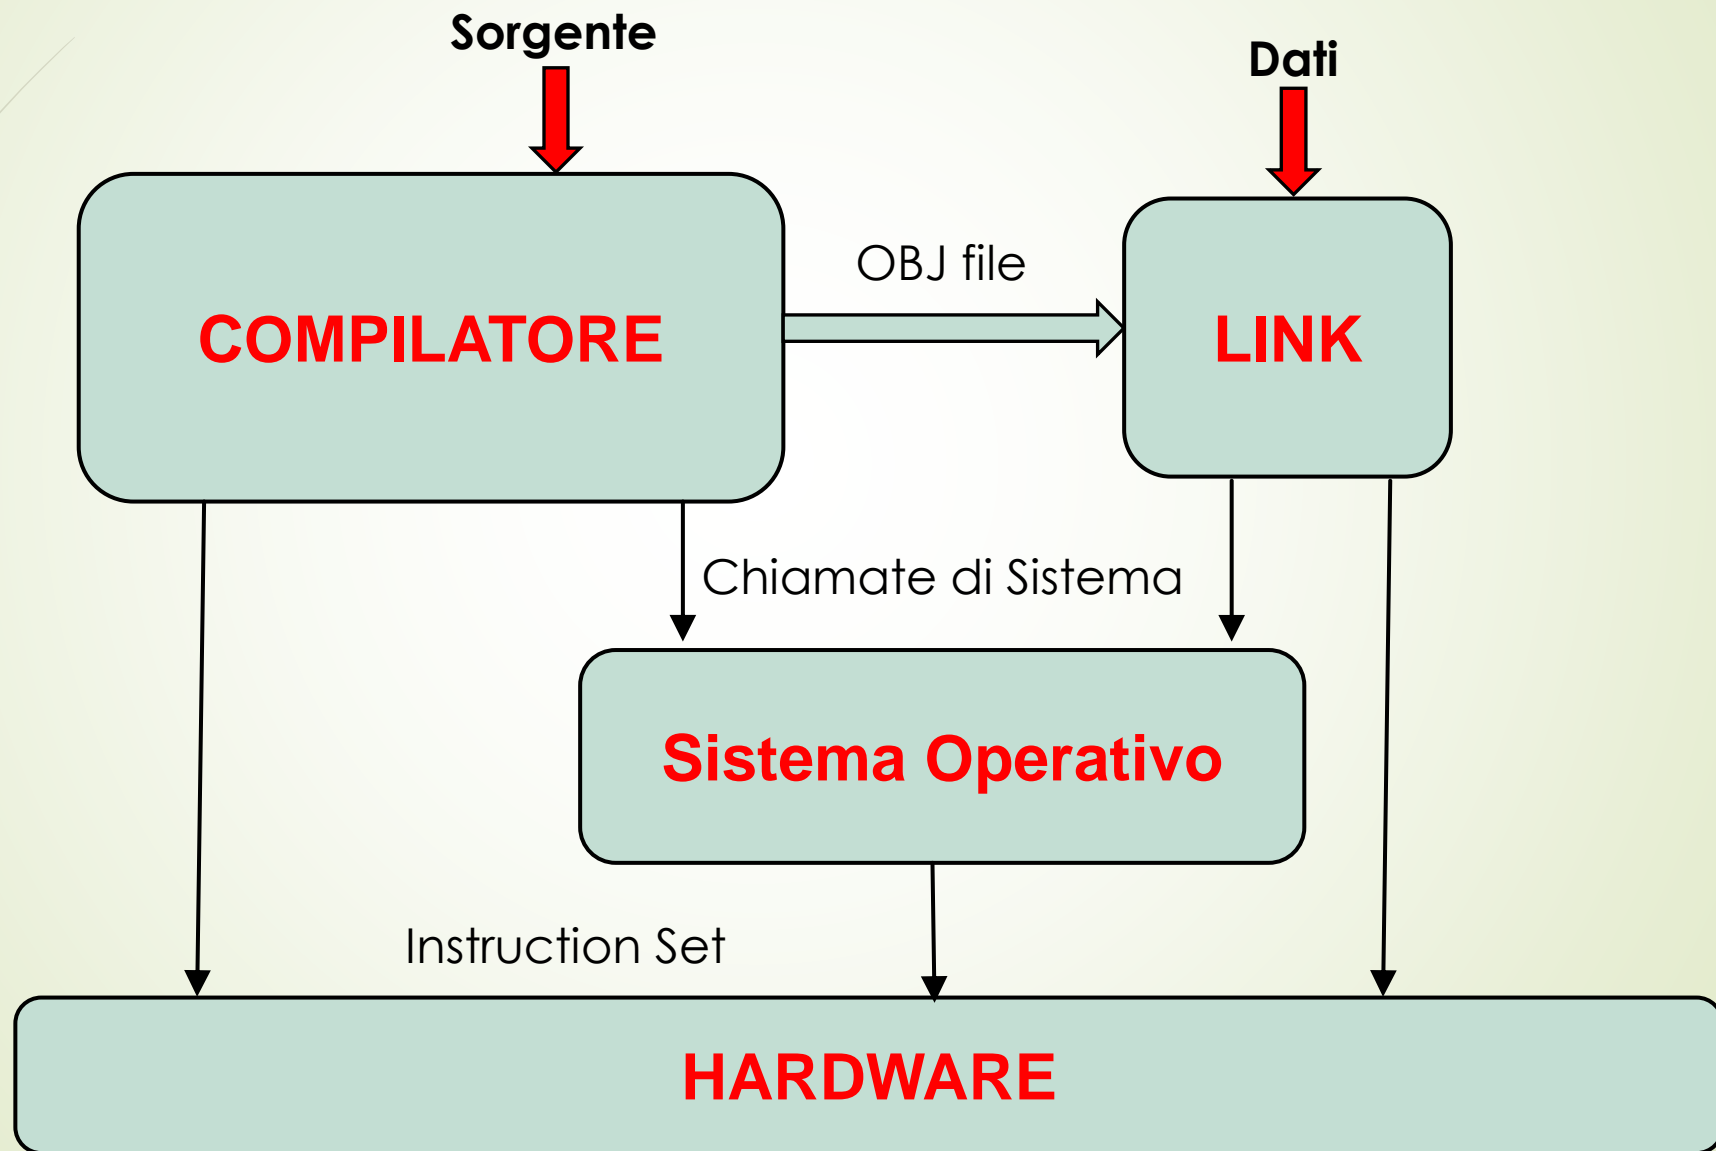 Sorgente
Dati
OBJ file
COMPILATORE
LINK
Chiamate di Sistema
Sistema Operativo
Instruction Set
HARDWARE